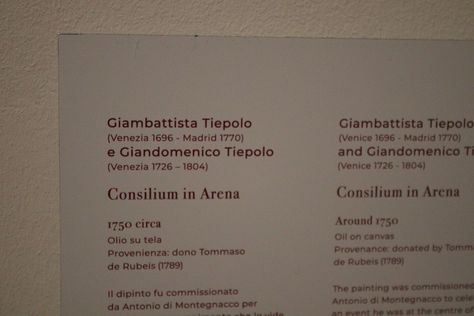 Giambattista Tiepolo
(Venezia 1696 - Madrid 1770)
e Giandomenico Tiepolo
(Venezia 1726 – 1804)
Consilium in Arena
1750 circa
Olio su tela
Provenienza: dono Tommaso
de Rubeis (1789)
Il dipinto fu commissionato
da Antonio di Montegnacco per
Giambattista Tiepolo
(Venice 1696 - Madrid 1770)
and Giandomenico
(Venice 1726 - 1804)
Consilium in Arena
Around 1750
Oil on canvas
Provenance: donated by
de Rubeis (1789)
The painting was commissioned
Antonio di Montegnacco to
an event he was at the centre